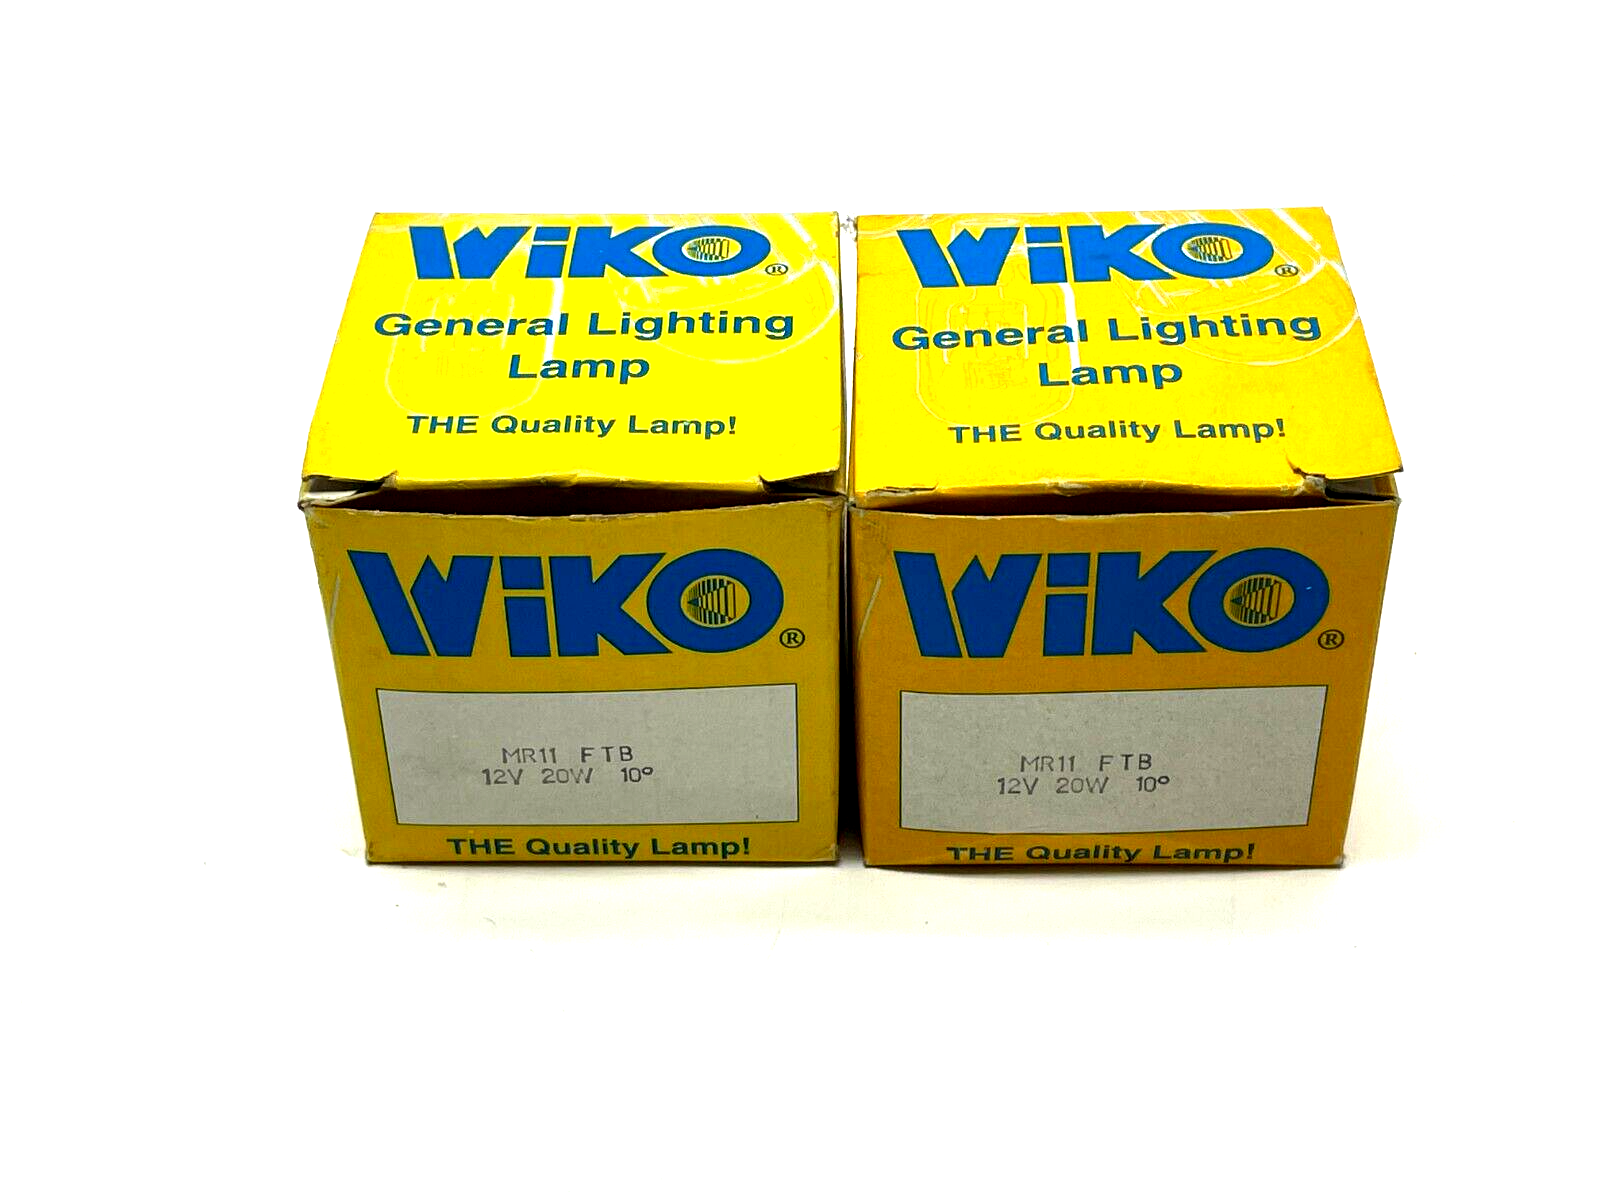 WiKO®
General Lighting
Lamp
THE Quality Lamp!
WiKO®
MR11 FTB
12V 20W 10°
THE Quality Lamp!
WiKO®
General Lighting
Lamp
THE Quality Lamp!
WiKO®
MR11 FTB
12V 20W 10°
THE Quality Lamp!